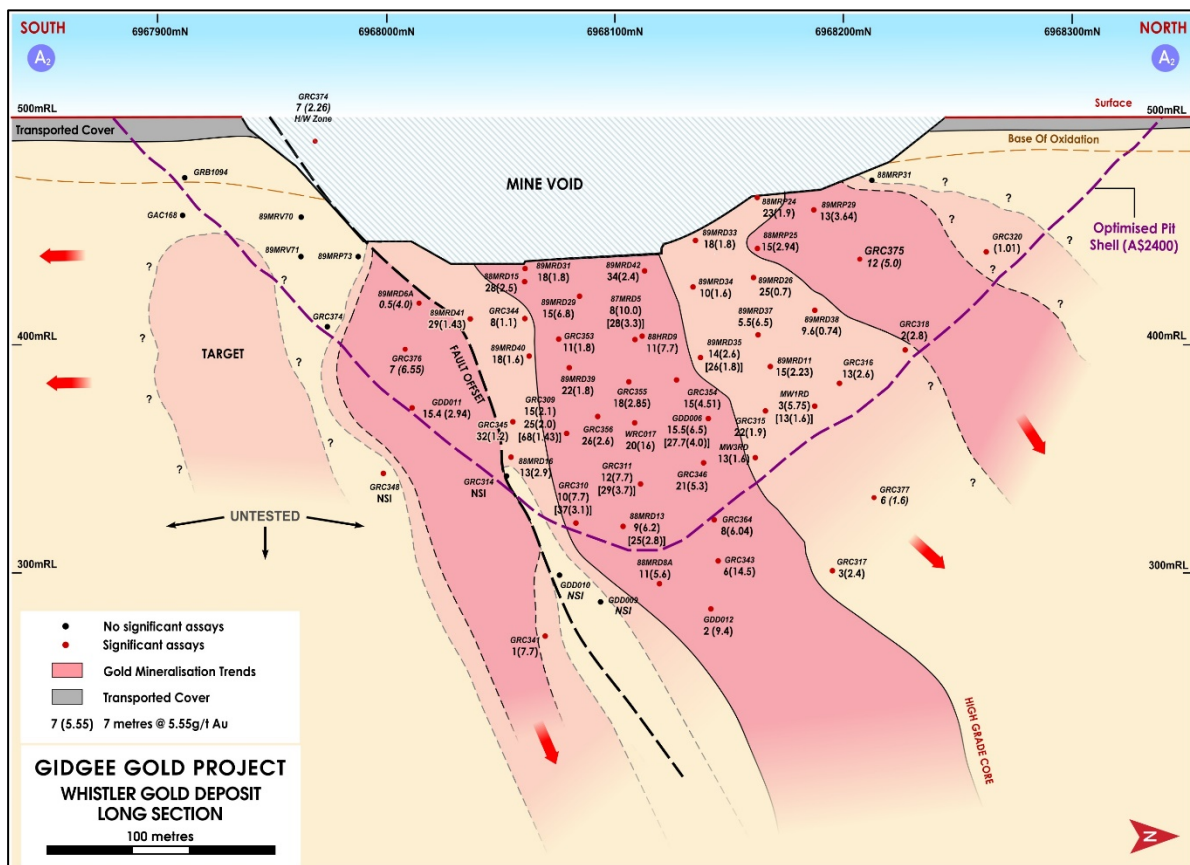 SOUTH
6967900mN
6968000mN
6968100mN
6968200mN
6968300mN
NORTH
A2
A2
GRC374
7 (2.26)
H/W Zone
500mRL
Surface
500mRL
Transported Cover
Base Of Oxidation
MINE VOID
GRB1094
GAC168
89MRV70
89MRV71
89MRP73
88MRP31
88MRP24
23(1.9)
89MRP29
13(3.64)
Optimised Pit
Shell (A$2400)
89MRD33
18(1.8)
88MRP25
15(2.94)
GRC320
(1.01)
GRC375
12 (5.0)
88MRD15
28(2.5)
89MRD31
18(1.8)
89MRD42
34(2.4)
89MRD34
10(1.6)
89MRD26
25(0.7)
89MRD6A
0.5(4.0)
89MRD29
15(6.8)
87MRD5
8(10.0)
[28(3.3)]
GRC374
89MRD41
29(1.43)
GRC344
8(1.1)
89MRD37
5.5(6.5)
89MRD38
9.6(0.74)
GRC318
2(2.8)
400mRL
400mRL
TARGET
GRC376
7 (6.55)
FAULT OFFSET
89MRD40
18(1.6)
GRC353
11(1.8)
88HRD9
11(7.7)
89MRD35
14(2.6)
[26(1.8)]
89MRD11
15(2.23)
GRC316
13(2.6)
89MRD39
22(1.8)
GRC355
18(2.85)
GRC354
15(4.51)
MW1RD
3(5.75)
[13(1.6)]
GDD011
15.4 (2.94)
GRC309
15(2.1)
25(2.0)
[68(1.43)]
GRC345
32(1.2)
GRC356
26(2.6)
WRC017
20(16)
GDD006
15.5(6.5)
[27.7(4.0)]
GRC315
22(1.9)
MW3RD
13(1.6)
GRC348
NSI
GRC314
NSI
88MRD16
13(2.9)
GRC310
10(7.7)
[37(3.1)]
GRC311
12(7.7)
[29(3.7)]
GRC346
21(5.3)
GRC377
6 (1.6)
UNTESTED
88MRD13
9(6.2)
[25(2.8)]
GRC364
8(6.04)
300mRL
300mRL
GDD010
NSI
GDD009
NSI
88MRD8A
11(5.6)
GRC343
6(14.5)
GRC317
3(2.4)
GDD012
2 (9.4)
GRC341
1(7.7)
HIGH GRADE CORE
No significant assays
Significant assays
Gold Mineralisation Trends
Transported Cover
7 (5.55) 7 metres @ 5.55g/t Au
GIDGEE GOLD PROJECT
WHISTLER GOLD DEPOSIT
LONG SECTION
100 metres
N
? ? ? ? ? ? ? ? ? ? ? ?